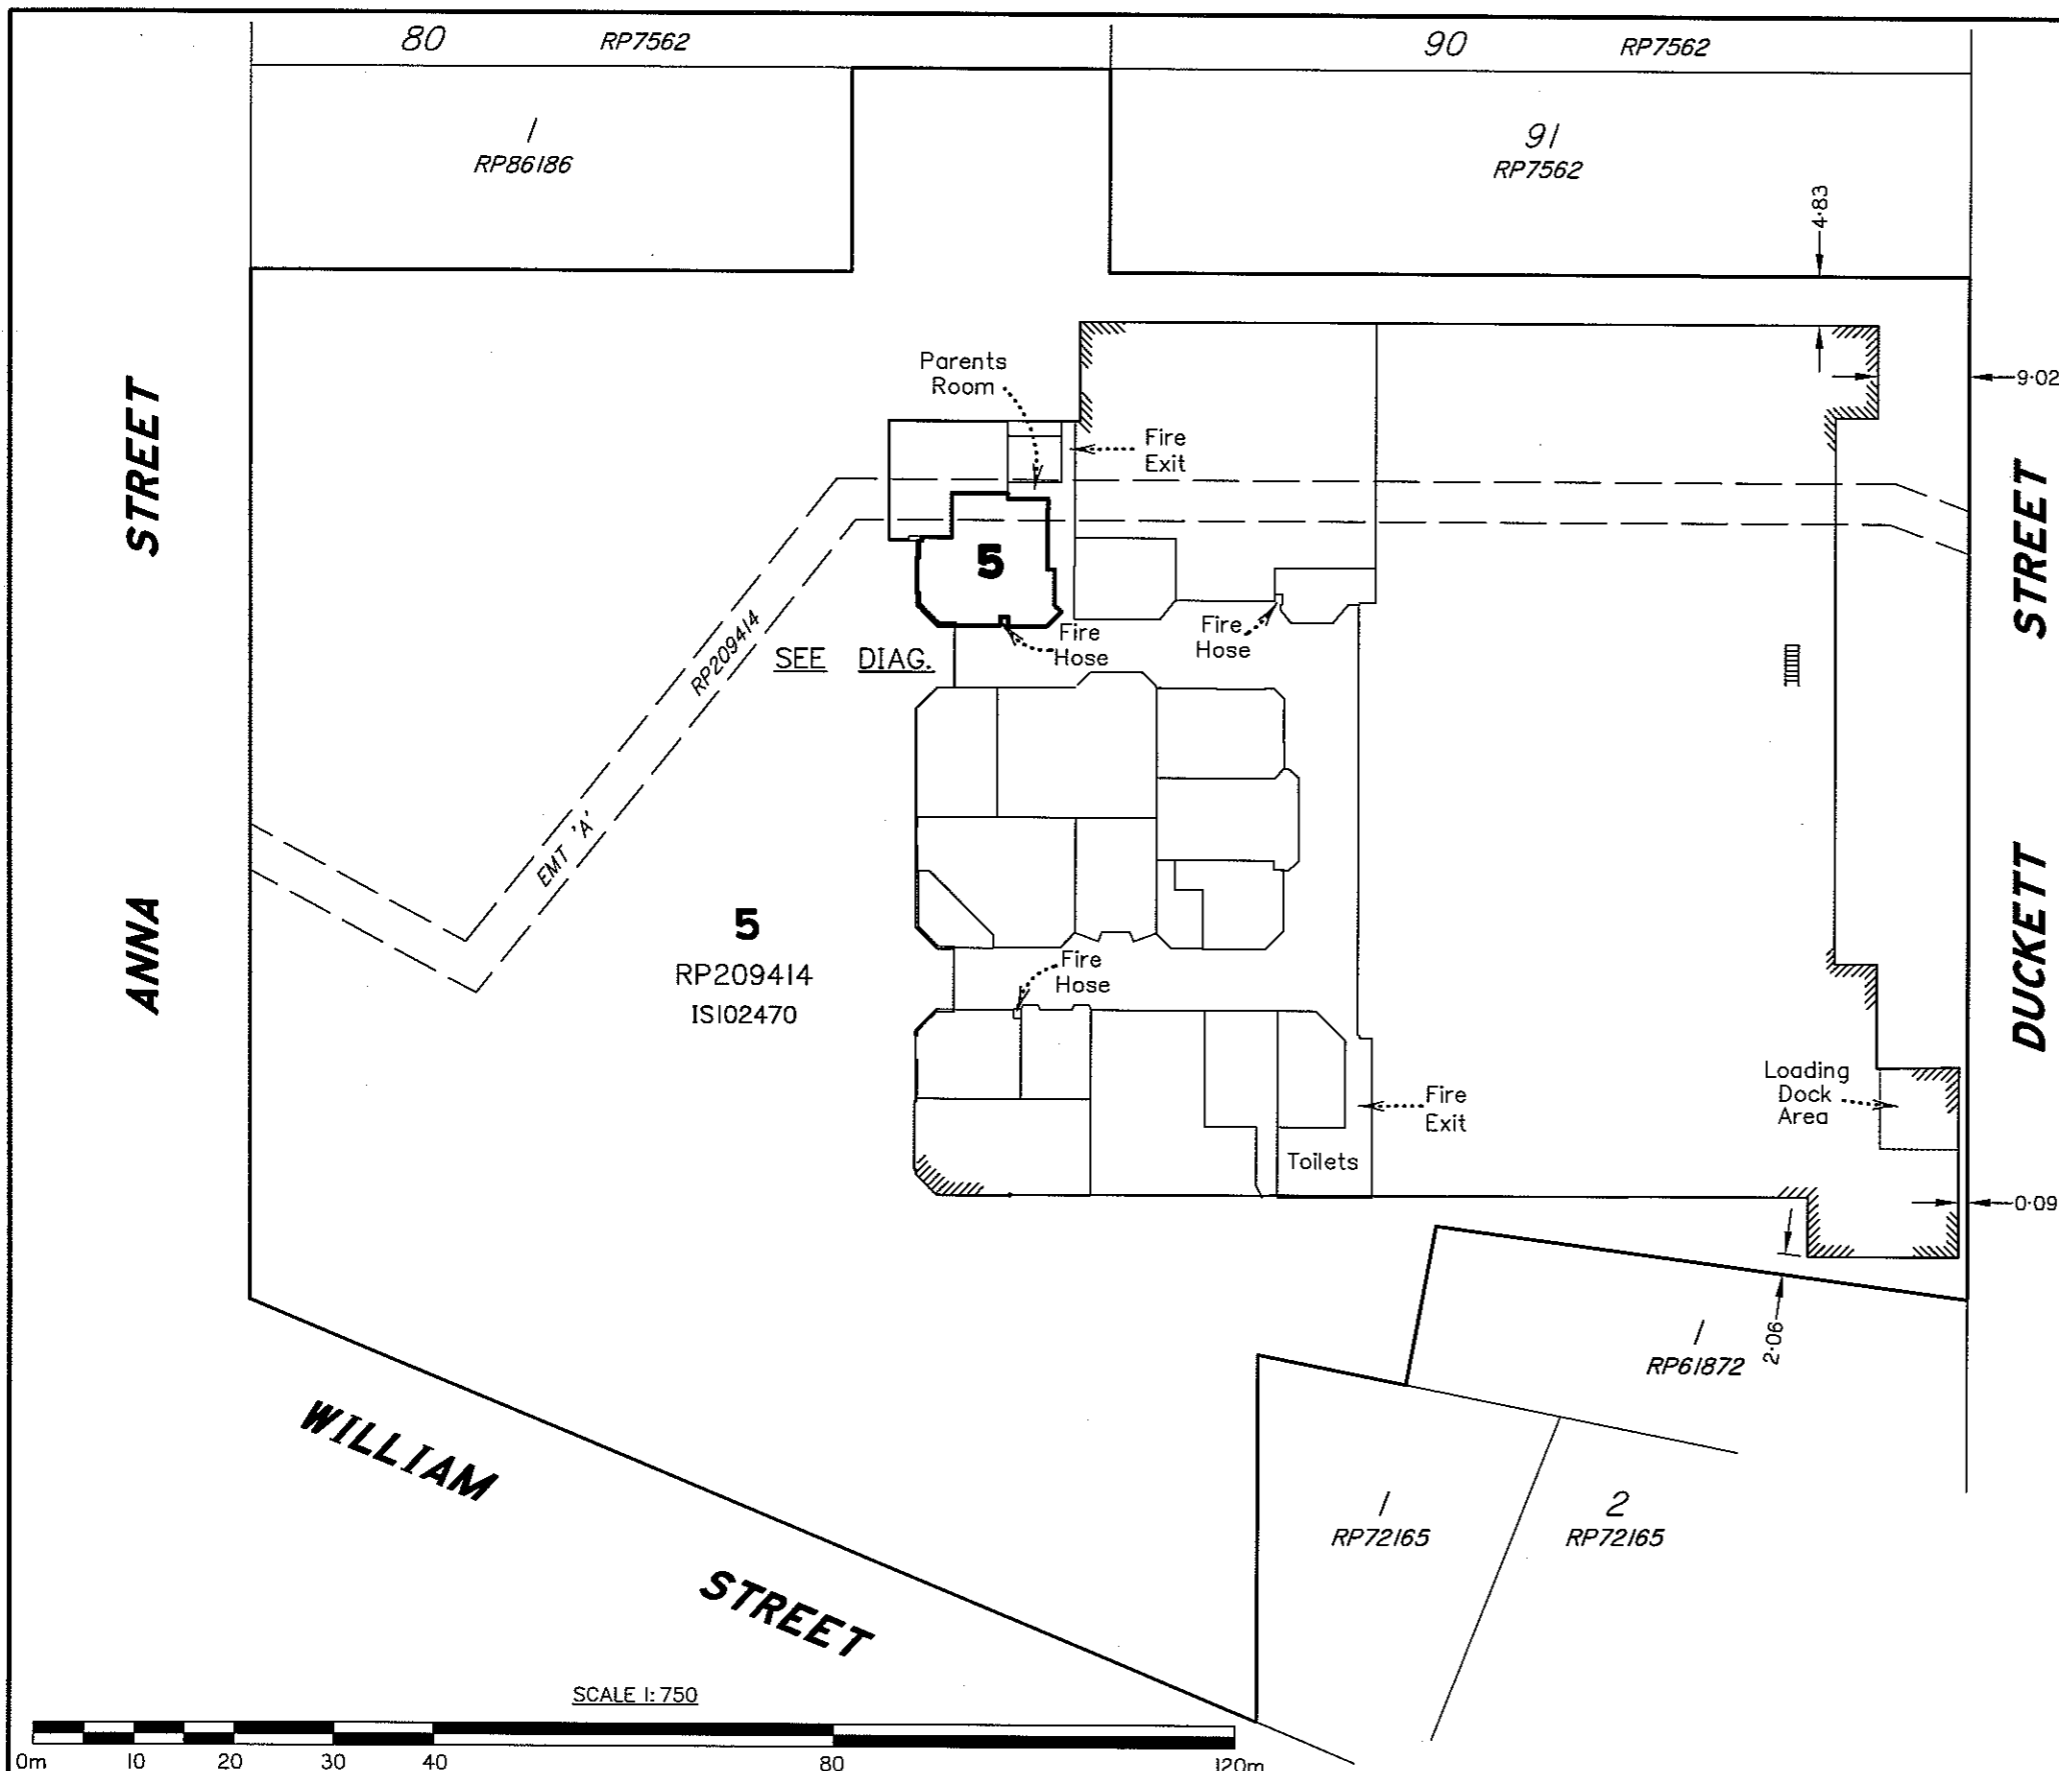 80 RP7562
90 RP7562
1
RP86186
91
RP7562
4·83
9·02
Parents
Room
Fire
Exit
STREET
ANNA
STREET
DUCKETT
5
Fire
Hose
Fire
Hose
SEE DIAG.
RP209414
EMT 'A'
5
RP209414
IS102470
Fire
Hose
Loading
Dock
Area
Fire
Exit
Toilets
0·09
2·06
1
RP61872
WILLIAM
STREET
1
RP72165
2
RP72165
SCALE 1:750
0m 10 20 30 40 80 120m